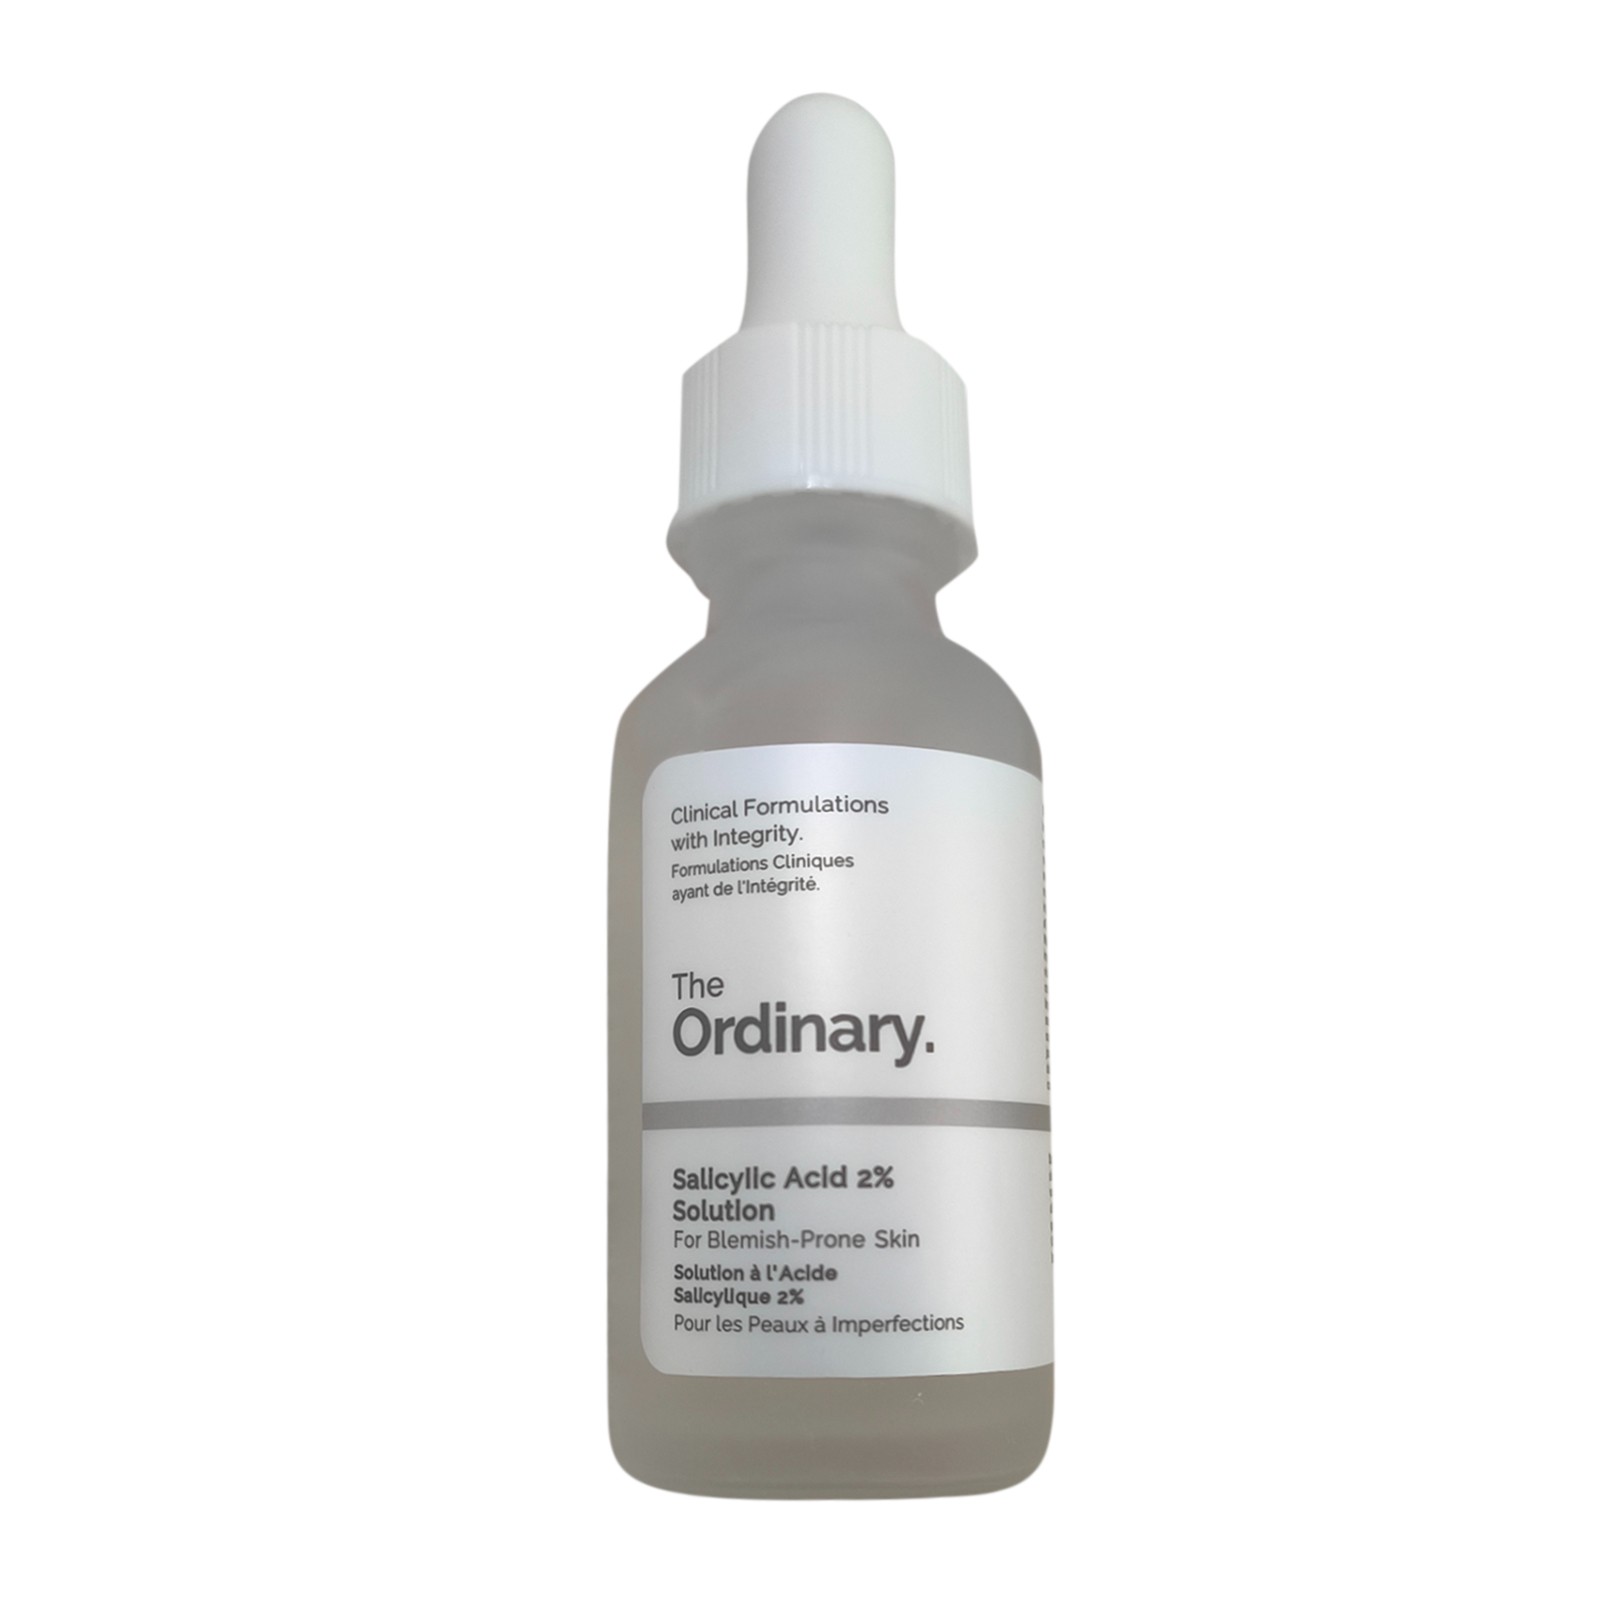 Clinical Formulations
with Integrity.
Formulations Cliniques
ayant de l'Intégrité.
The
Ordinary.
Salicylic Acid 2%
Solution
For Blemish-Prone Skin
Solution à l'Acide
Salicylique 2%
Pour les Peaux à Imperfections